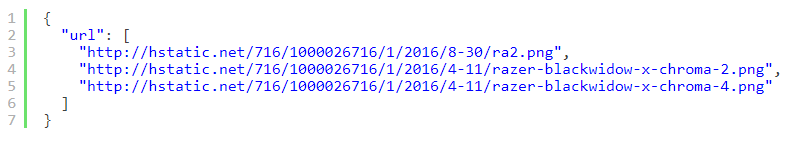 1 {
2   "url": [
3     "http://hstatic.net/716/1000026716/1/2016/8-30/ra2.png",
4     "http://hstatic.net/716/1000026716/1/2016/4-11/razer-blackwidow-x-chroma-2.png",
5     "http://hstatic.net/716/1000026716/1/2016/4-11/razer-blackwidow-x-chroma-4.png"
6   ]
7 }